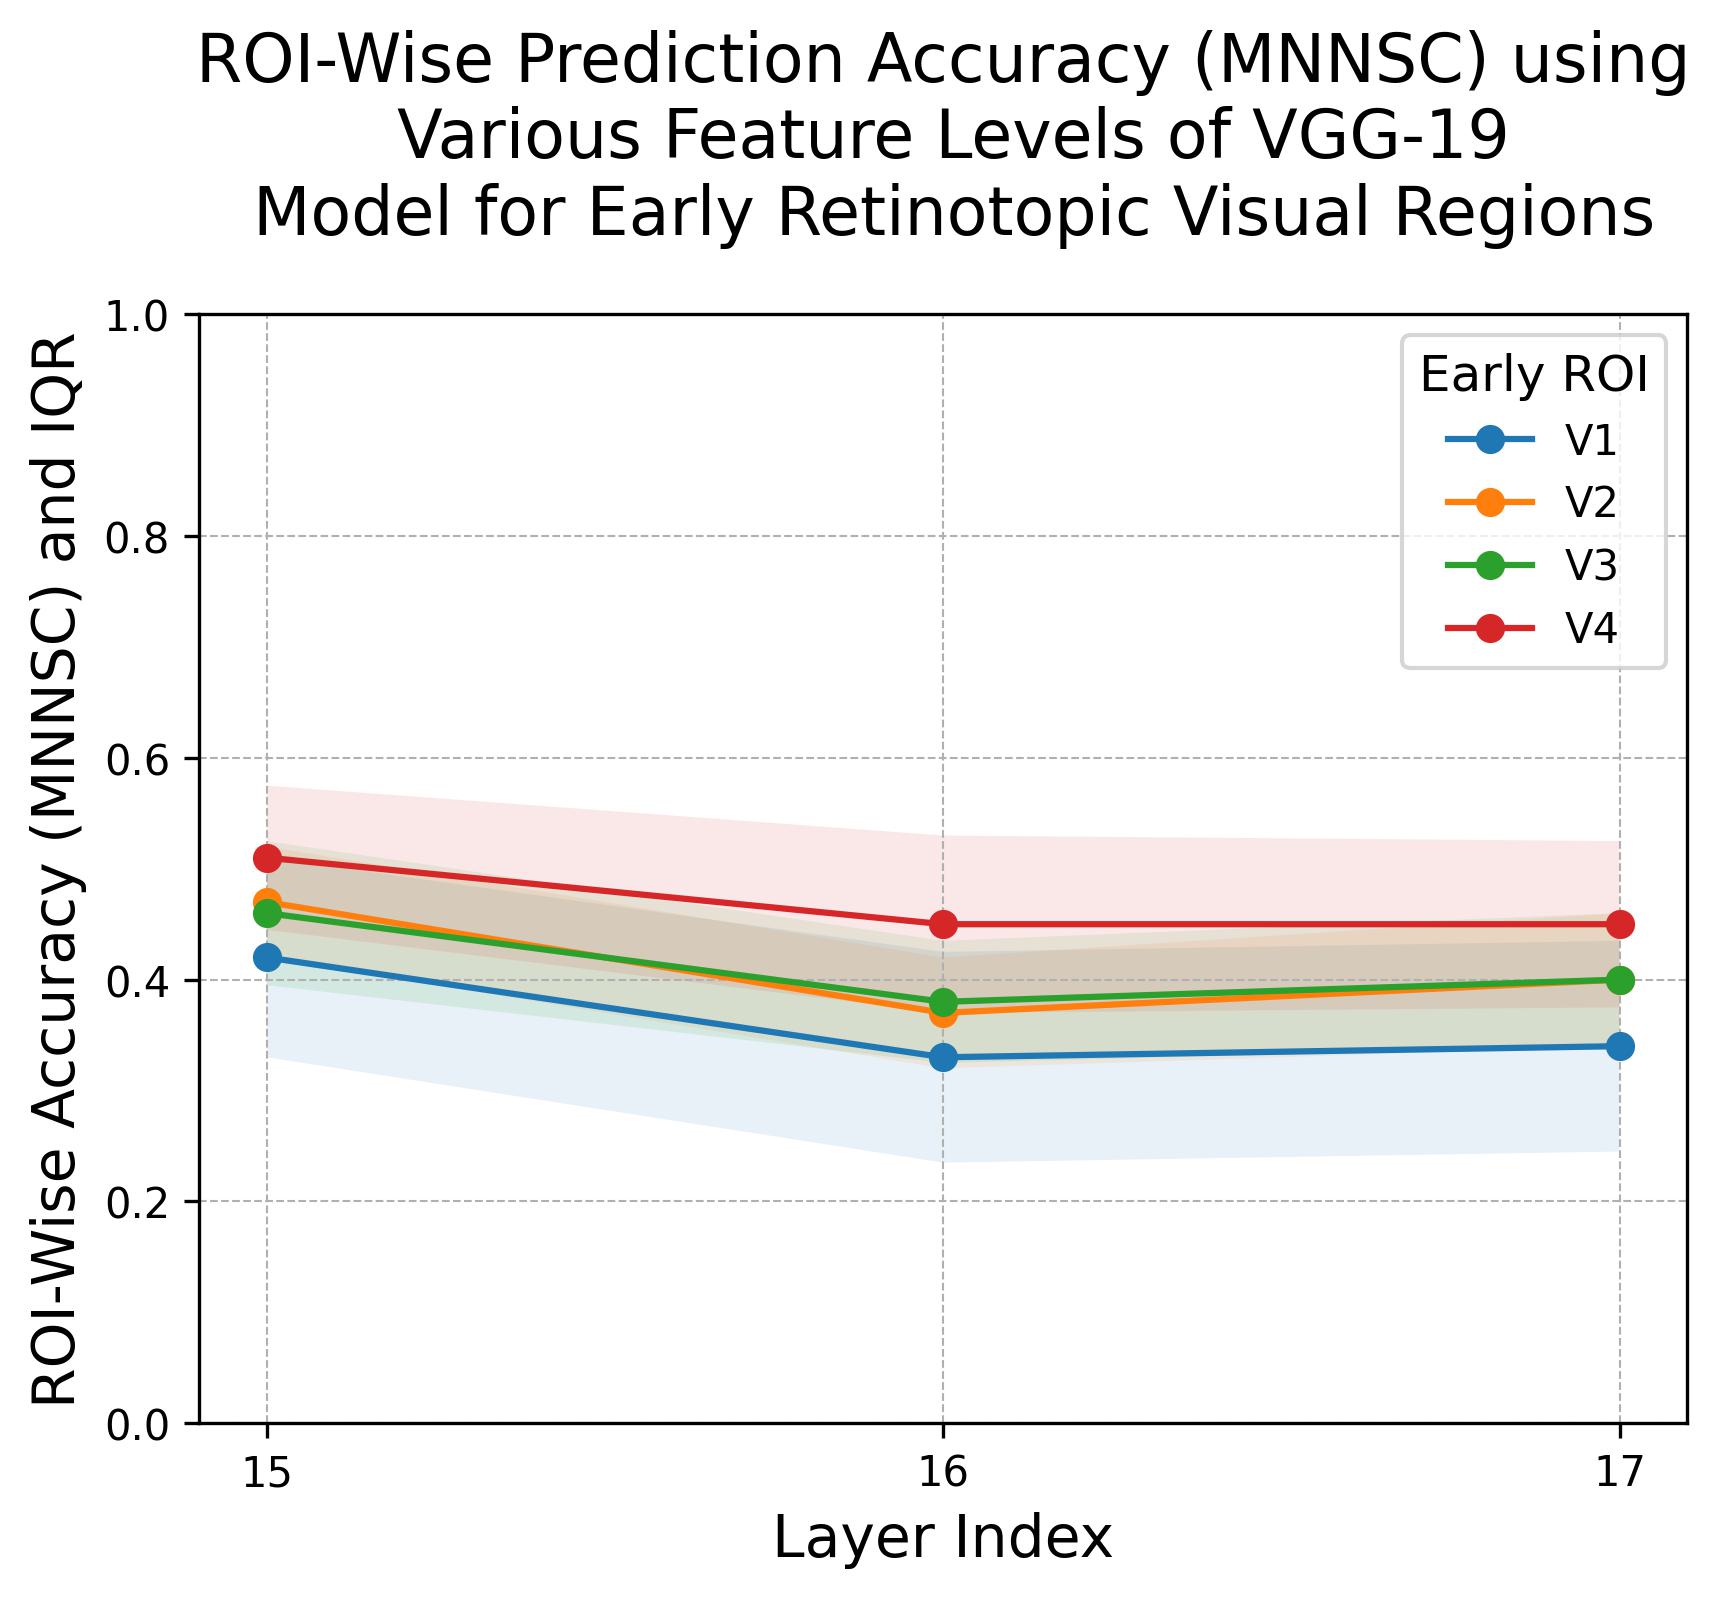 ROI-Wise Prediction Accuracy (MNNSC) using
Various Feature Levels of VGG-19
Model for Early Retinotopic Visual Regions
ROI-Wise Accuracy (MNNSC) and IQR
1.0
0.8
0.6
0.4
0.2
0.0
Early ROI
V1
V2
V3
V4
15
16
17
Layer Index